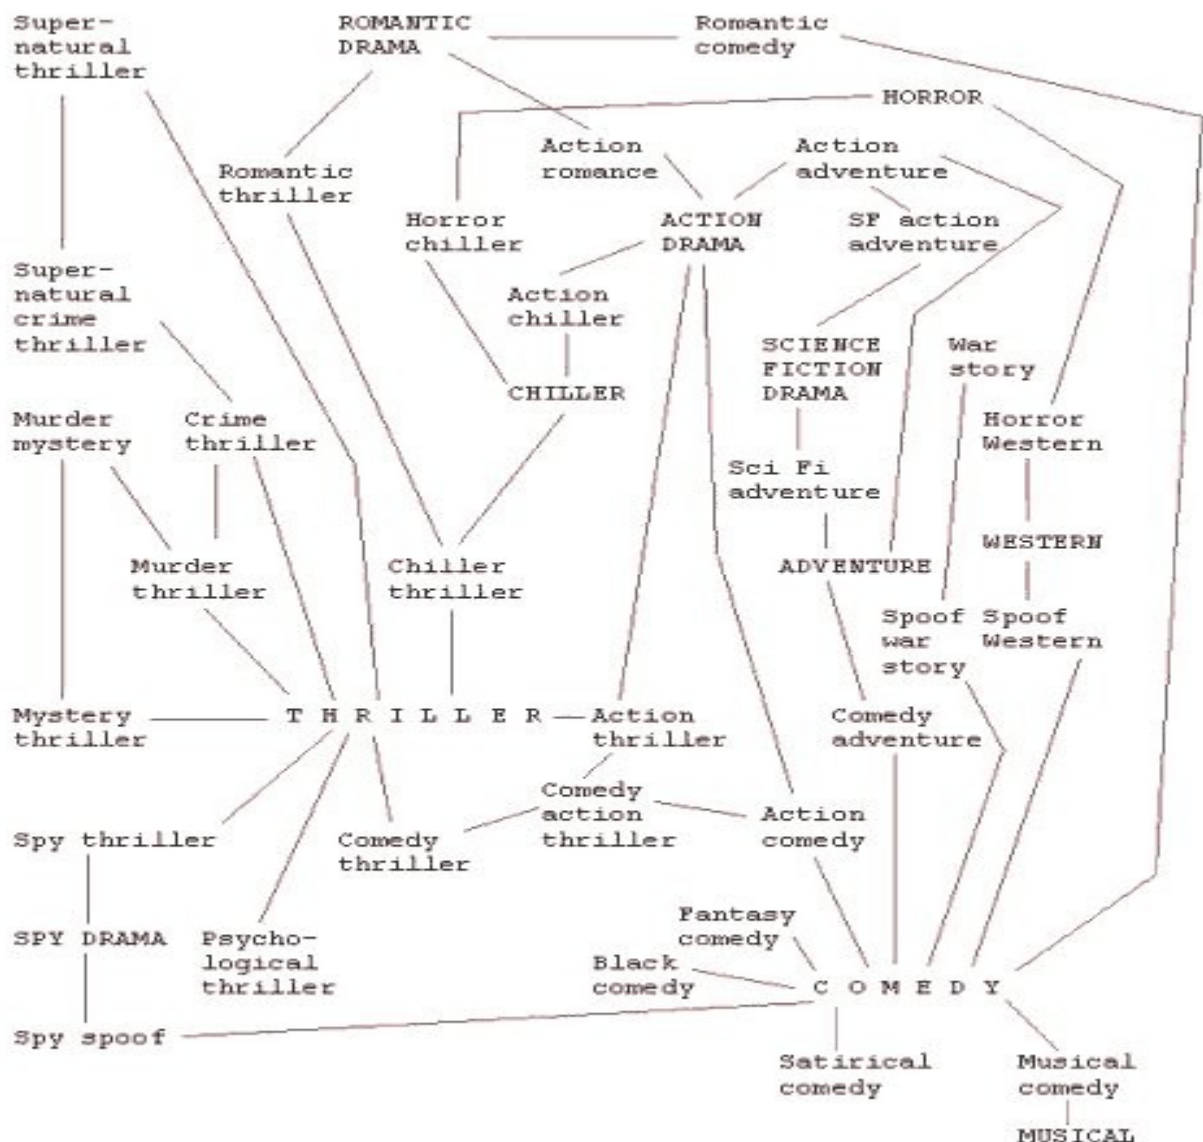 Super-
natural
thriller
ROMANTIC
DRAMA
Romantic
comedy
HORROR
Romantic
thriller
Action
romance
Action
adventure
Horror
chiller
ACTION
DRAMA
SF action
adventure
Super-
natural
crime
thriller
Action
chiller
SCIENCE
FICTION
DRAMA
War
story
CHILLER
Murder
mystery
Crime
thriller
Horror
Western
Sci Fi
adventure
WESTERN
Murder
thriller
Chiller
thriller
ADVENTURE
Spoof
war
story
Spoof
Western
Mystery
thriller
T H R I L L E R
Action
thriller
Comedy
adventure
Comedy
action
thriller
Action
comedy
Spy thriller
Comedy
thriller
Fantasy
comedy
SPY DRAMA
Psycho-
logical
thriller
Black
comedy
C O M E D Y
Spy spoof
Satirical
comedy
Musical
comedy
MUSICAL